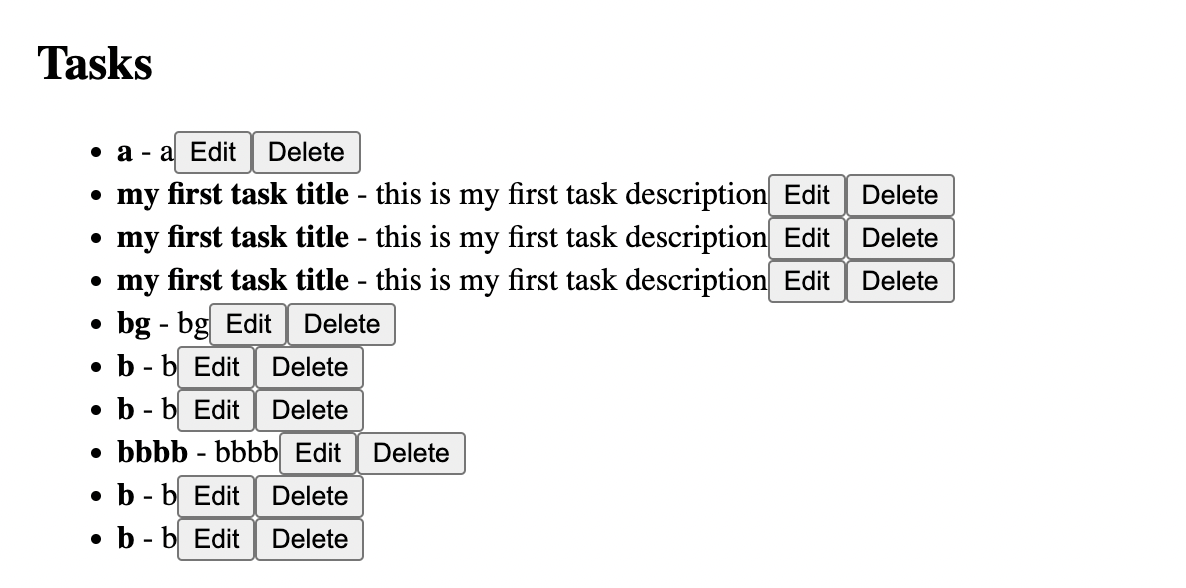 Tasks
a - a Edit Delete
my first task title - this is my first task description Edit Delete
my first task title - this is my first task description Edit Delete
my first task title - this is my first task description Edit Delete
bg - bg Edit Delete
b - b Edit Delete
b - b Edit Delete
bbbb - bbbb Edit Delete
b - b Edit Delete
b - b Edit Delete